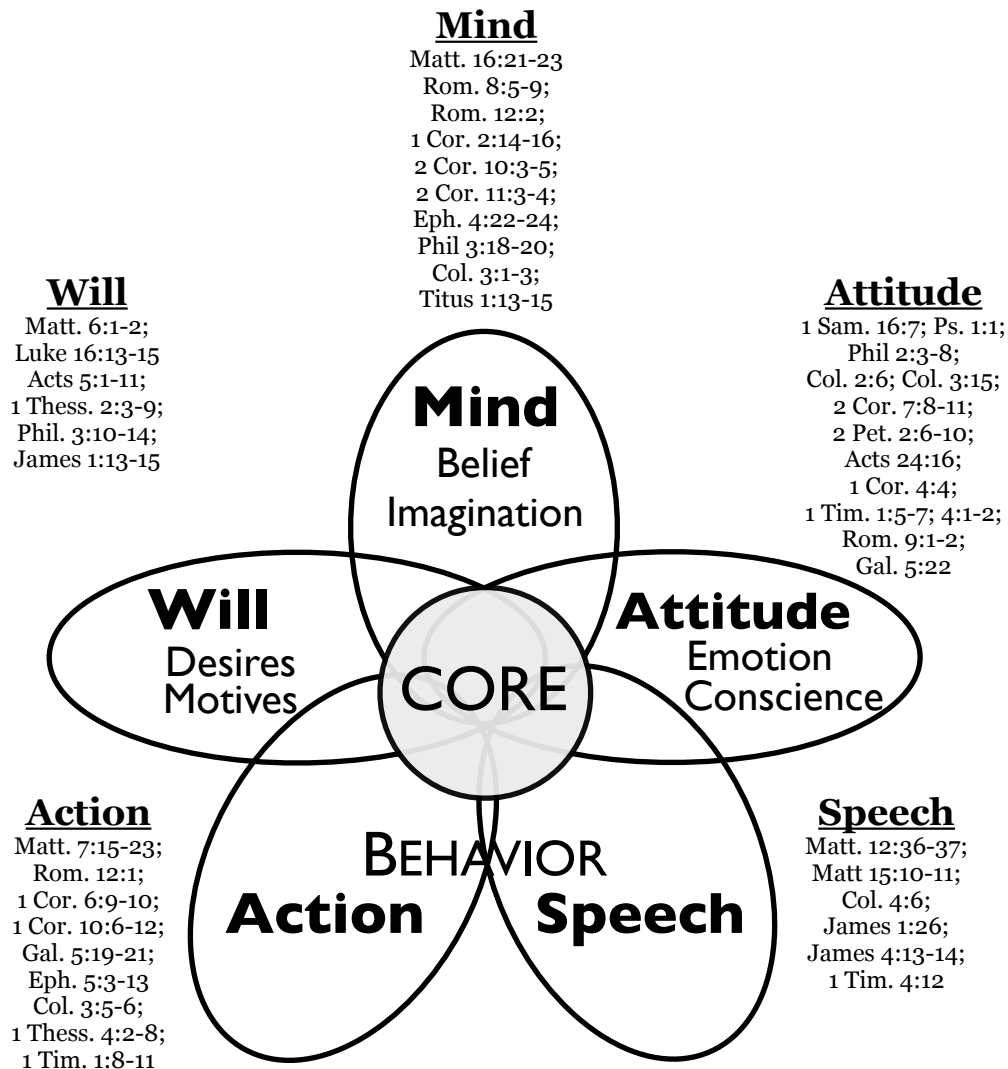 Mind
Matt. 16:21-23
Rom. 8:5-9;
Rom. 12:2;
1 Cor. 2:14-16;
2 Cor. 10:3-5;
2 Cor. 11:3-4;
Eph. 4:22-24;
Phil 3:18-20;
Col. 3:1-3;
Titus 1:13-15
Will
Matt. 6:1-2;
Luke 16:13-15
Acts 5:1-11;
1 Thess. 2:3-9;
Phil. 3:10-14;
James 1:13-15
Attitude
1 Sam. 16:7; Ps. 1:1;
Phil 2:3-8;
Col. 2:6; Col. 3:15;
2 Cor. 7:8-11;
2 Pet. 2:6-10;
Acts 24:16;
1 Cor. 4:4;
1 Tim. 1:5-7; 4:1-2;
Rom. 9:1-2;
Gal. 5:22
Mind
Belief
Imagination
Will
Desires
Motives
Attitude
Emotion
Conscience
CORE
BEHAVIOR
Action
Speech
Action
Matt. 7:15-23;
Rom. 12:1;
1 Cor. 6:9-10;
1 Cor. 10:6-12;
Gal. 5:19-21;
Eph. 5:3-13
Col. 3:5-6;
1 Thess. 4:2-8;
1 Tim. 1:8-11
Speech
Matt. 12:36-37;
Matt 15:10-11;
Col. 4:6;
James 1:26;
James 4:13-14;
1 Tim. 4:12